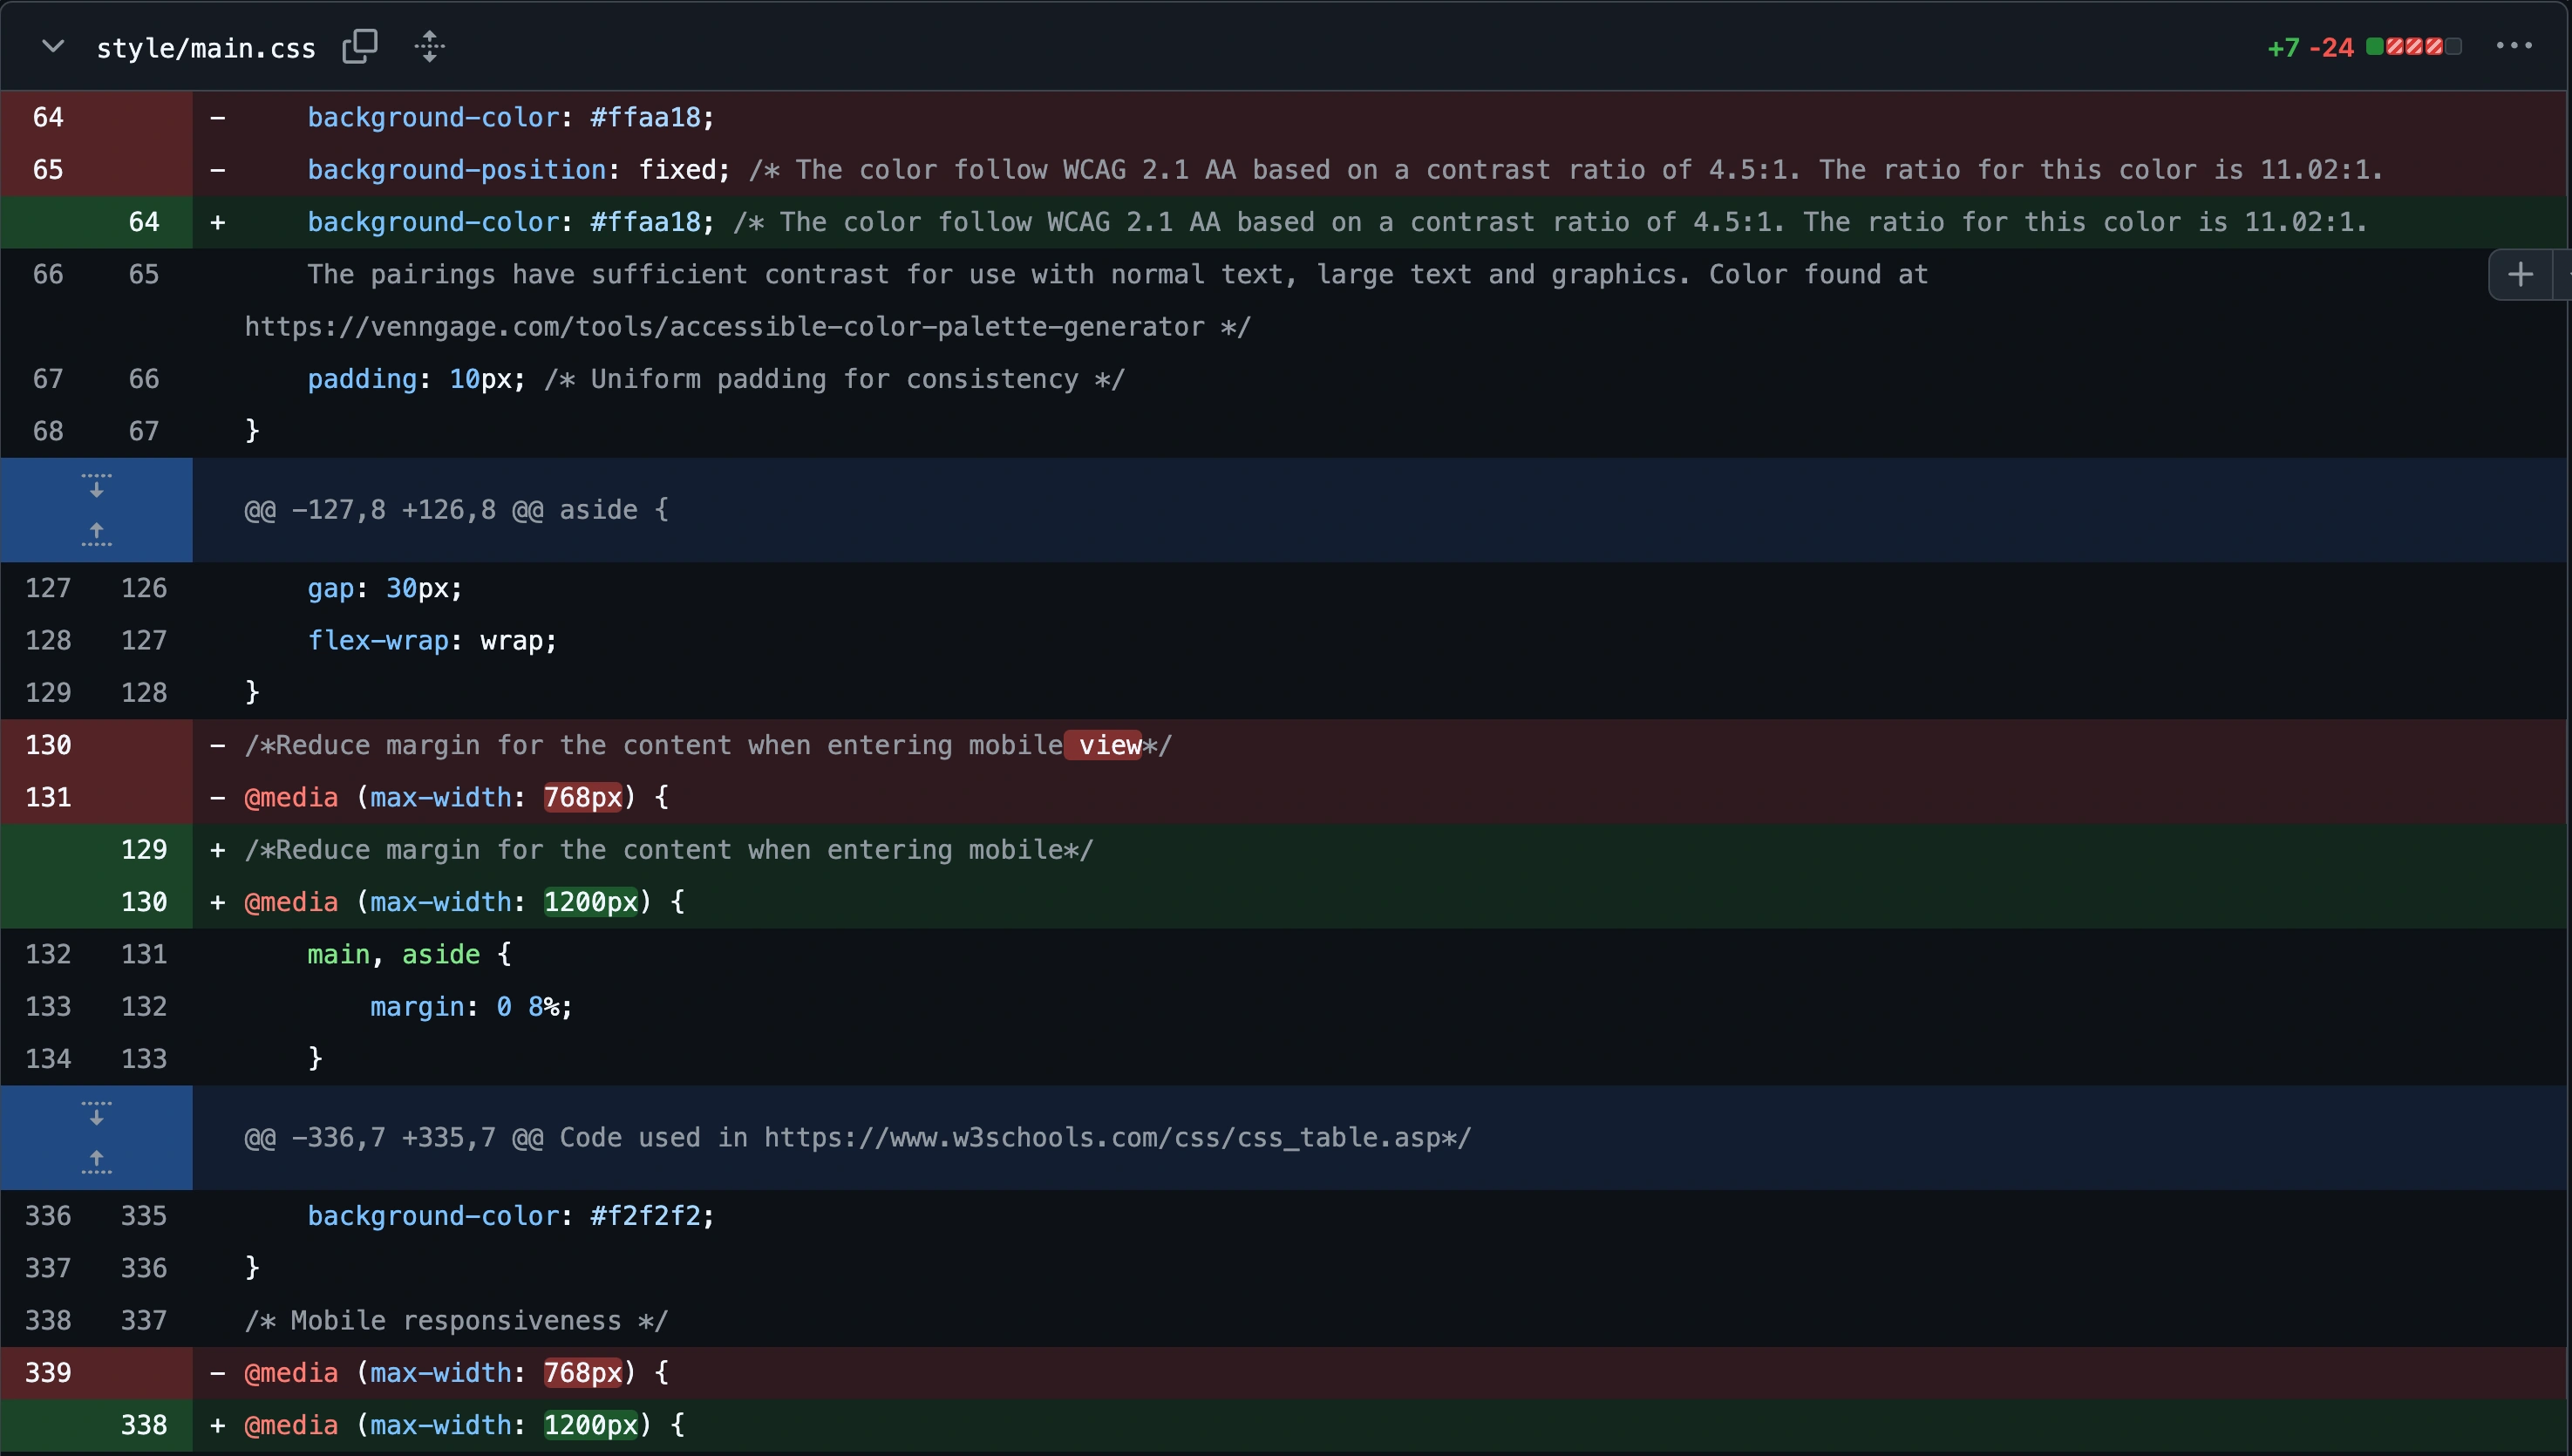 style/main.css +7 -24
64 - background-color: #ffaa18;
65 - background-position: fixed; /* The color follow WCAG 2.1 AA based on a contrast ratio of 4.5:1. The ratio for this color is 11.02:1.
64 + background-color: #ffaa18; /* The color follow WCAG 2.1 AA based on a contrast ratio of 4.5:1. The ratio for this color is 11.02:1.
66 65 The pairings have sufficient contrast for use with normal text, large text and graphics. Color found at
https://venngage.com/tools/accessible-color-palette-generator */
67 66 padding: 10px; /* Uniform padding for consistency */
68 67 }
@@ -127,8 +126,8 @@ aside {
127 126 gap: 30px;
128 127 flex-wrap: wrap;
129 128 }
130 - /*Reduce margin for the content when entering mobile view*/
131 - @media (max-width: 768px) {
129 + /*Reduce margin for the content when entering mobile*/
130 + @media (max-width: 1200px) {
132 131 main, aside {
133 132 margin: 0 8%;
134 133 }
@@ -336,7 +335,7 @@ Code used in https://www.w3schools.com/css/css_table.asp*/
336 335 background-color: #f2f2f2;
337 336 }
338 337 /* Mobile responsiveness */
339 - @media (max-width: 768px) {
338 + @media (max-width: 1200px) {